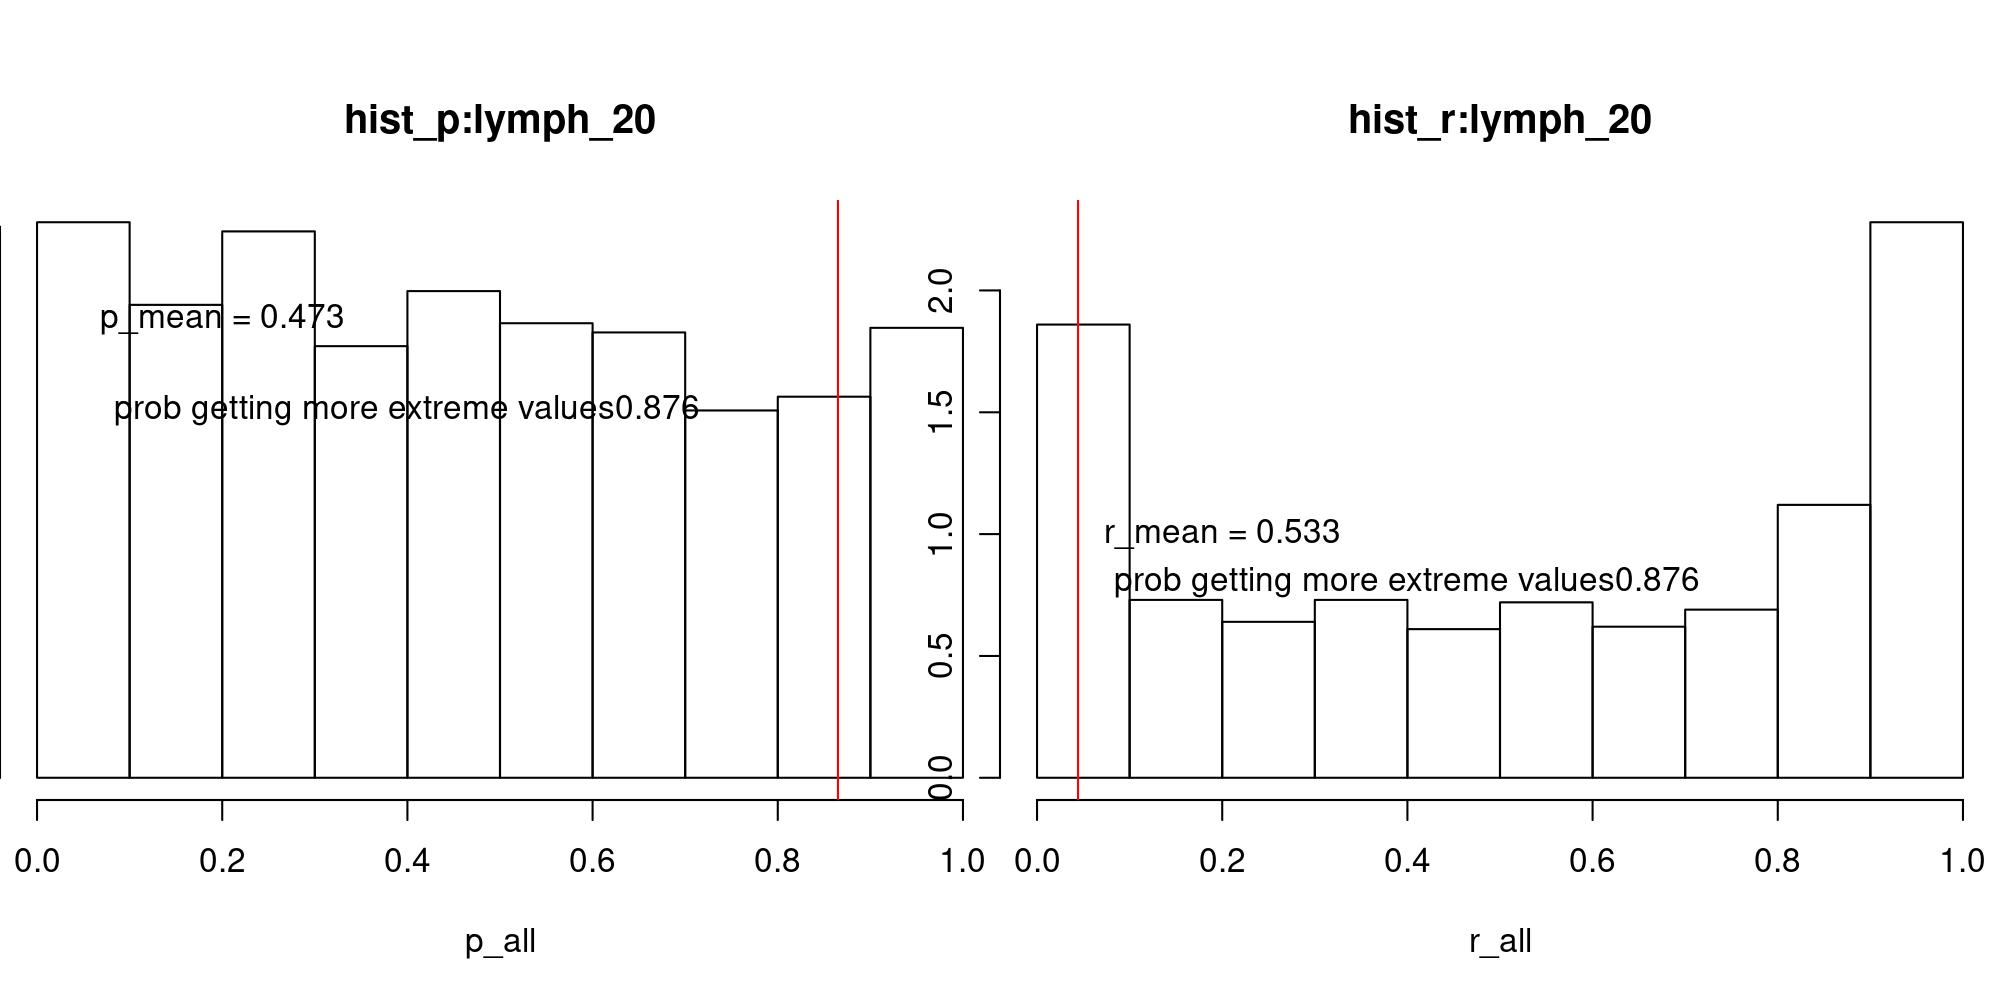 hist_p:lymph_20
p_mean = 0.473
prob getting more extreme values0.876
0.0 0.2 0.4 0.6 0.8 1.0
p_all
hist_r:lymph_20
2.0
1.5
1.0
0.5
0.0
r_mean = 0.533
prob getting more extreme values0.876
0.0 0.2 0.4 0.6 0.8 1.0
r_all